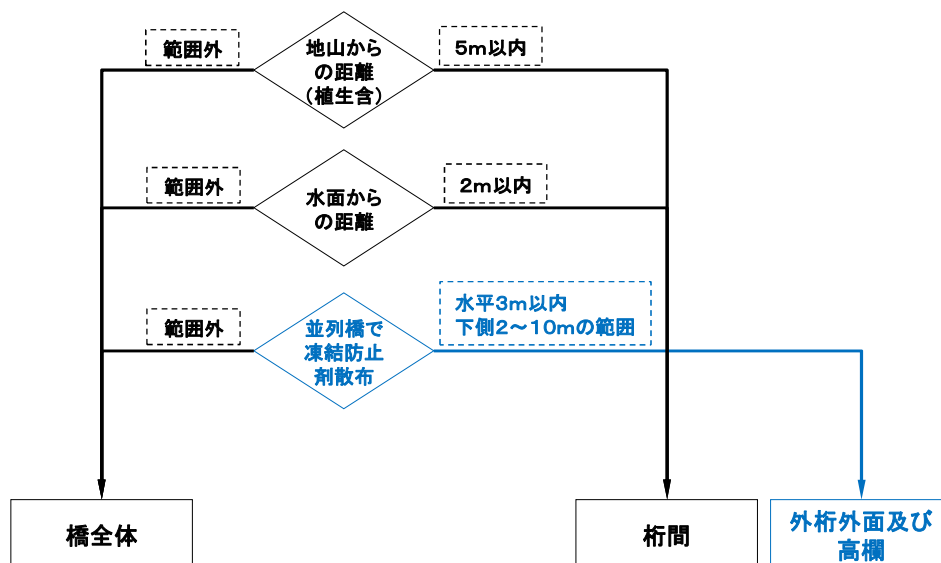 範囲外
地山から
の距離
(植生含)
5m以内
範囲外
水面から
の距離
2m以内
範囲外
並列橋で
凍結防止
剤散布
水平3m以内
下側2～10mの範囲
橋全体
桁間
外桁外面及び
高欄